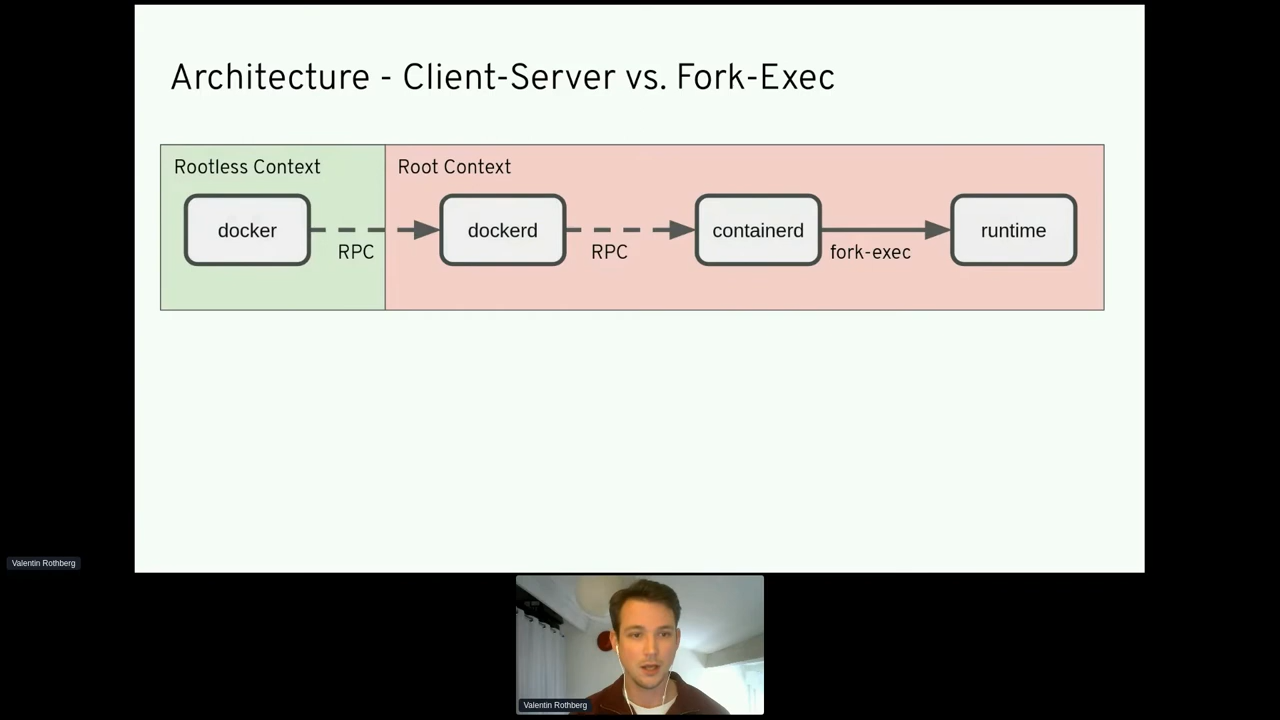 Architecture - Client-Server vs. Fork-Exec
Rootless Context
Root Context
docker
RPC
dockerd
RPC
containerd
fork-exec
runtime
Valentin Rothberg
Valentin Rothberg